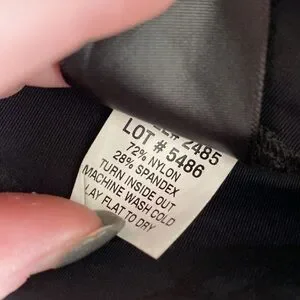 2485
LOT # 5486
72% NYLON
28% SPANDEX
TURN INSIDE OUT
MACHINE WASH COLD
LAY FLAT TO DRY